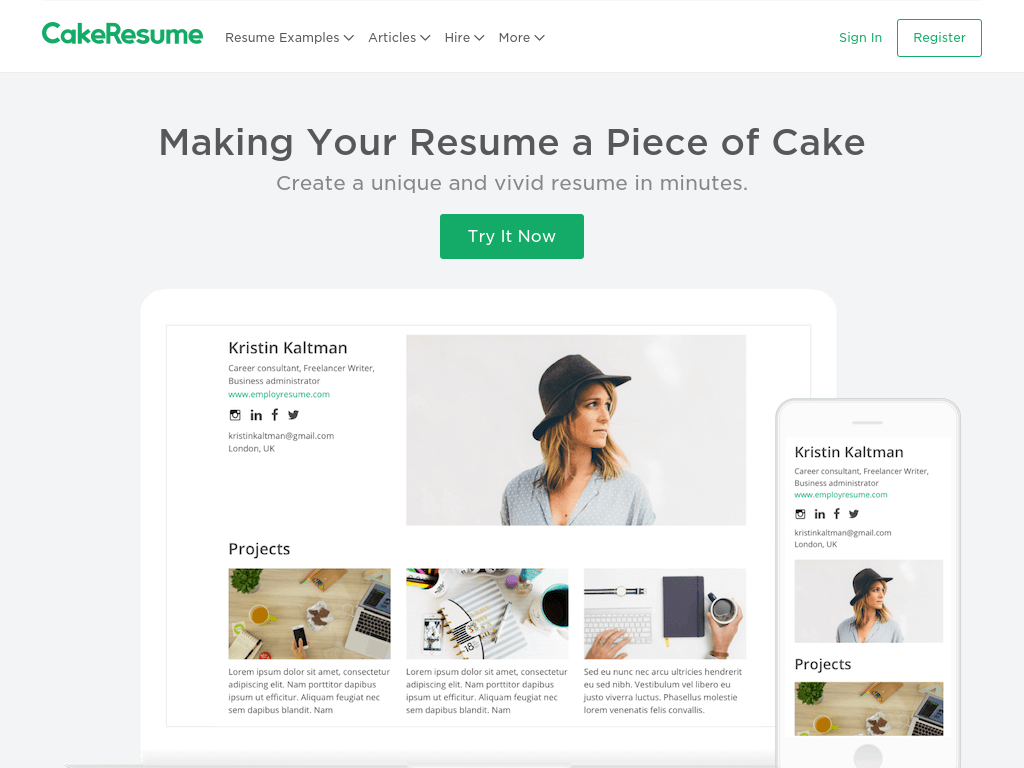 CakeResume
Resume Examples
Articles
Hire
More
Sign In
Register
Making Your Resume a Piece of Cake
Create a unique and vivid resume in minutes.
Try It Now
Kristin Kaltman
Career consultant, Freelancer Writer,
Business administrator
www.employresume.com
kristinkaltman@gmail.com
London, UK
Projects
Lorem ipsum dolor sit amet, consectetur
adipiscing elit. Nam porttitor dapibus
ipsum ut efficitur. Aliquam feugiat nec
sem dapibus blandit. Nam
Lorem ipsum dolor sit amet, consectetur
adipiscing elit. Nam porttitor dapibus
ipsum ut efficitur. Aliquam feugiat nec
sem dapibus blandit. Nam
Sed eu nunc nec arcu ultricies hendrerit
eu sed nibh. Vestibulum vel libero eu
justo viverra luctus. Phasellus molestie
lorem venenatis felis convallis.
Kristin Kaltman
Career consultant, Freelancer Writer,
Business administrator
www.employresume.com
kristinkaltman@gmail.com
London, UK
Projects